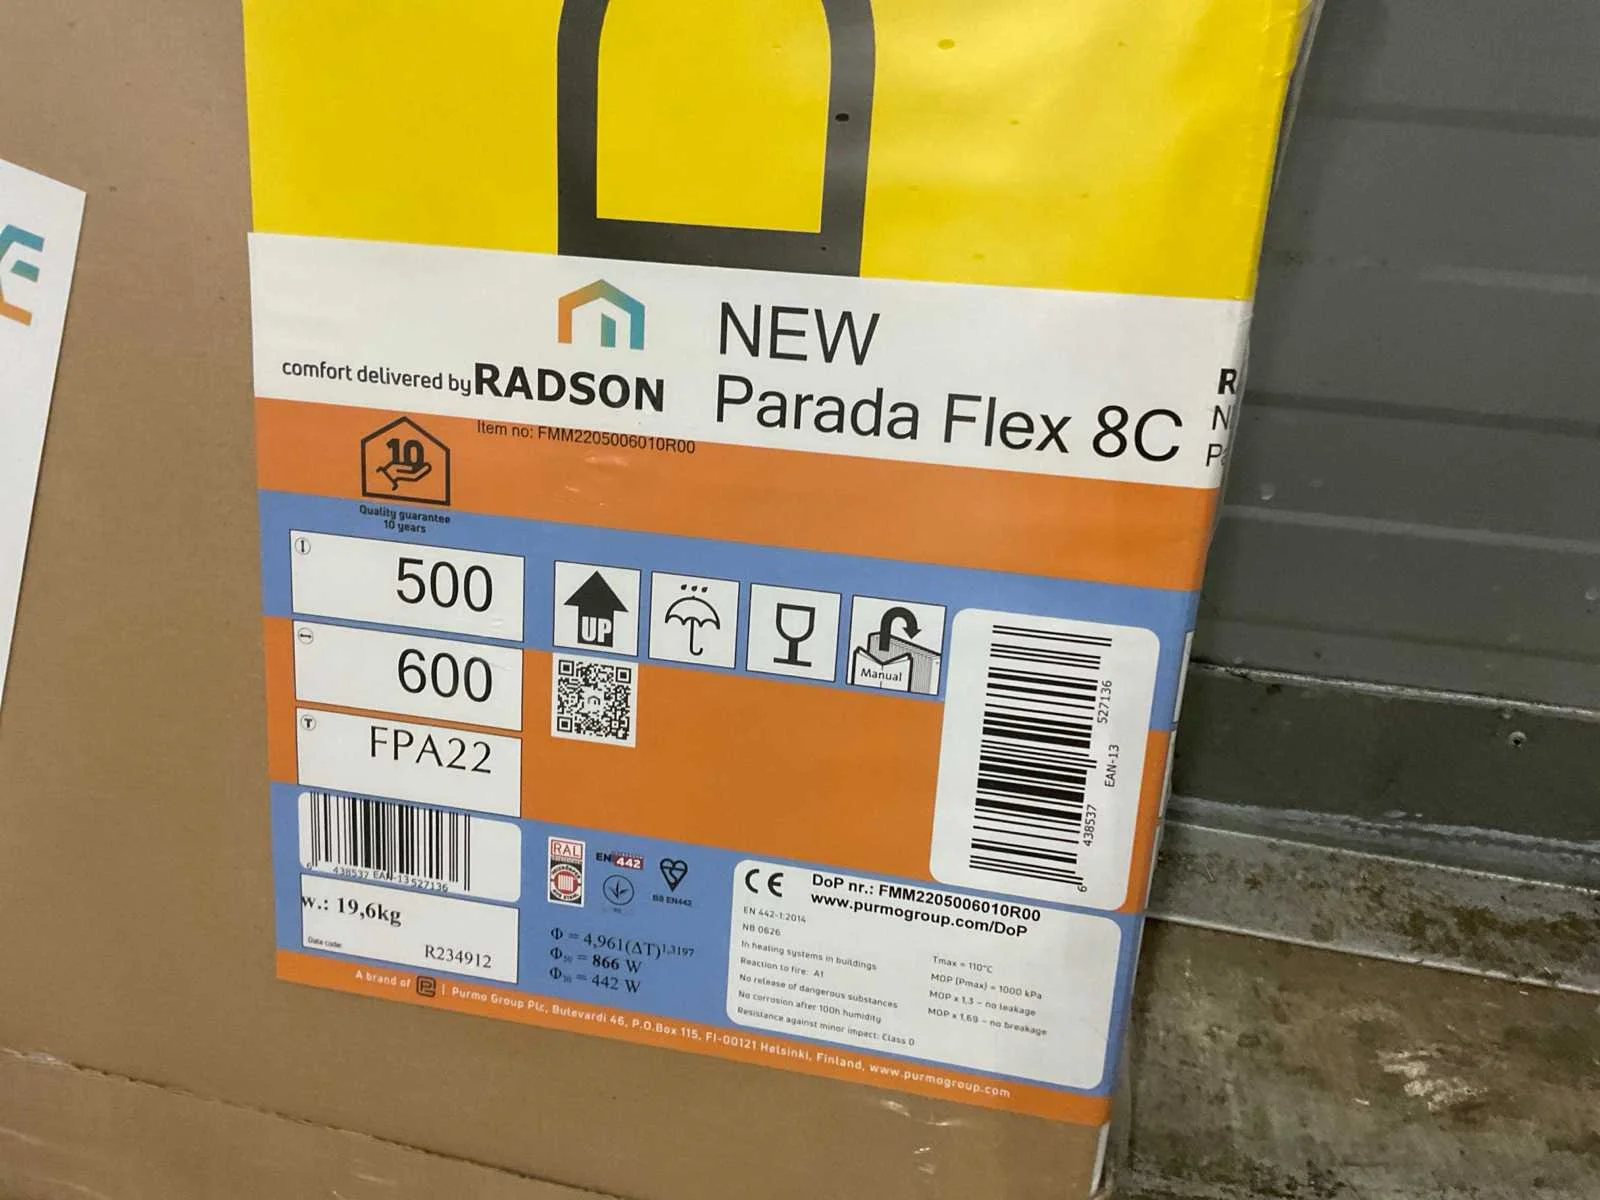 NEW
comfort delivered by RADSON
Parada Flex 8C
R
N
P
Item no: FMM2205006010R00
10
Quality guarantee
10 years
500
600
T
FPA22
UP
Manual
6 438537 EAN-13 527136
6 438537 EAN-13 527136
w.: 19,6kg
Date code:
R234912
RAL
EN 442
BS EN442
Φ = 4,961(ΔT)1,3197
Φ50 = 866 W
Φ30 = 442 W
CE
DoP nr.: FMM2205006010R00
www.purmogroup.com/DoP
EN 442-1:2014
NB 0626
In heating systems in buildings
Reaction to fire: A1
No release of dangerous substances
No corrosion after 100h humidity
Resistance against minor impact: Class 0
Tmax = 110°C
MOP (Pmax) = 1000 kPa
MOP x 1,3 – no leakage
MOP x 1,69 – no breakage
A brand of | Purmo Group Plc, Bulevardi 46, P.O.Box 115, FI-00121 Helsinki, Finland, www.purmogroup.com
E